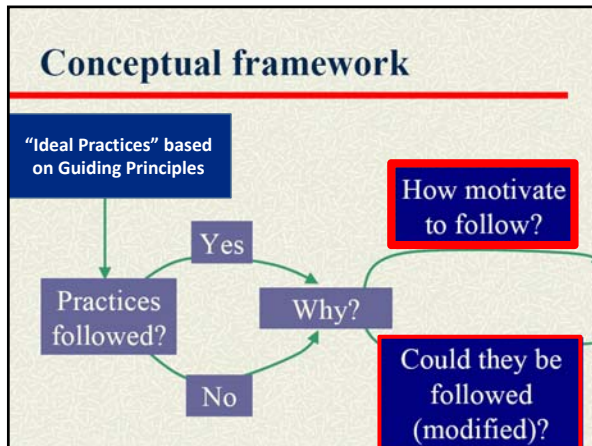 Conceptual framework
“Ideal Practices” based
on Guiding Principles
How motivate
to follow?
Yes
Practices
followed?
Why?
No
Could they be
followed
(modified)?